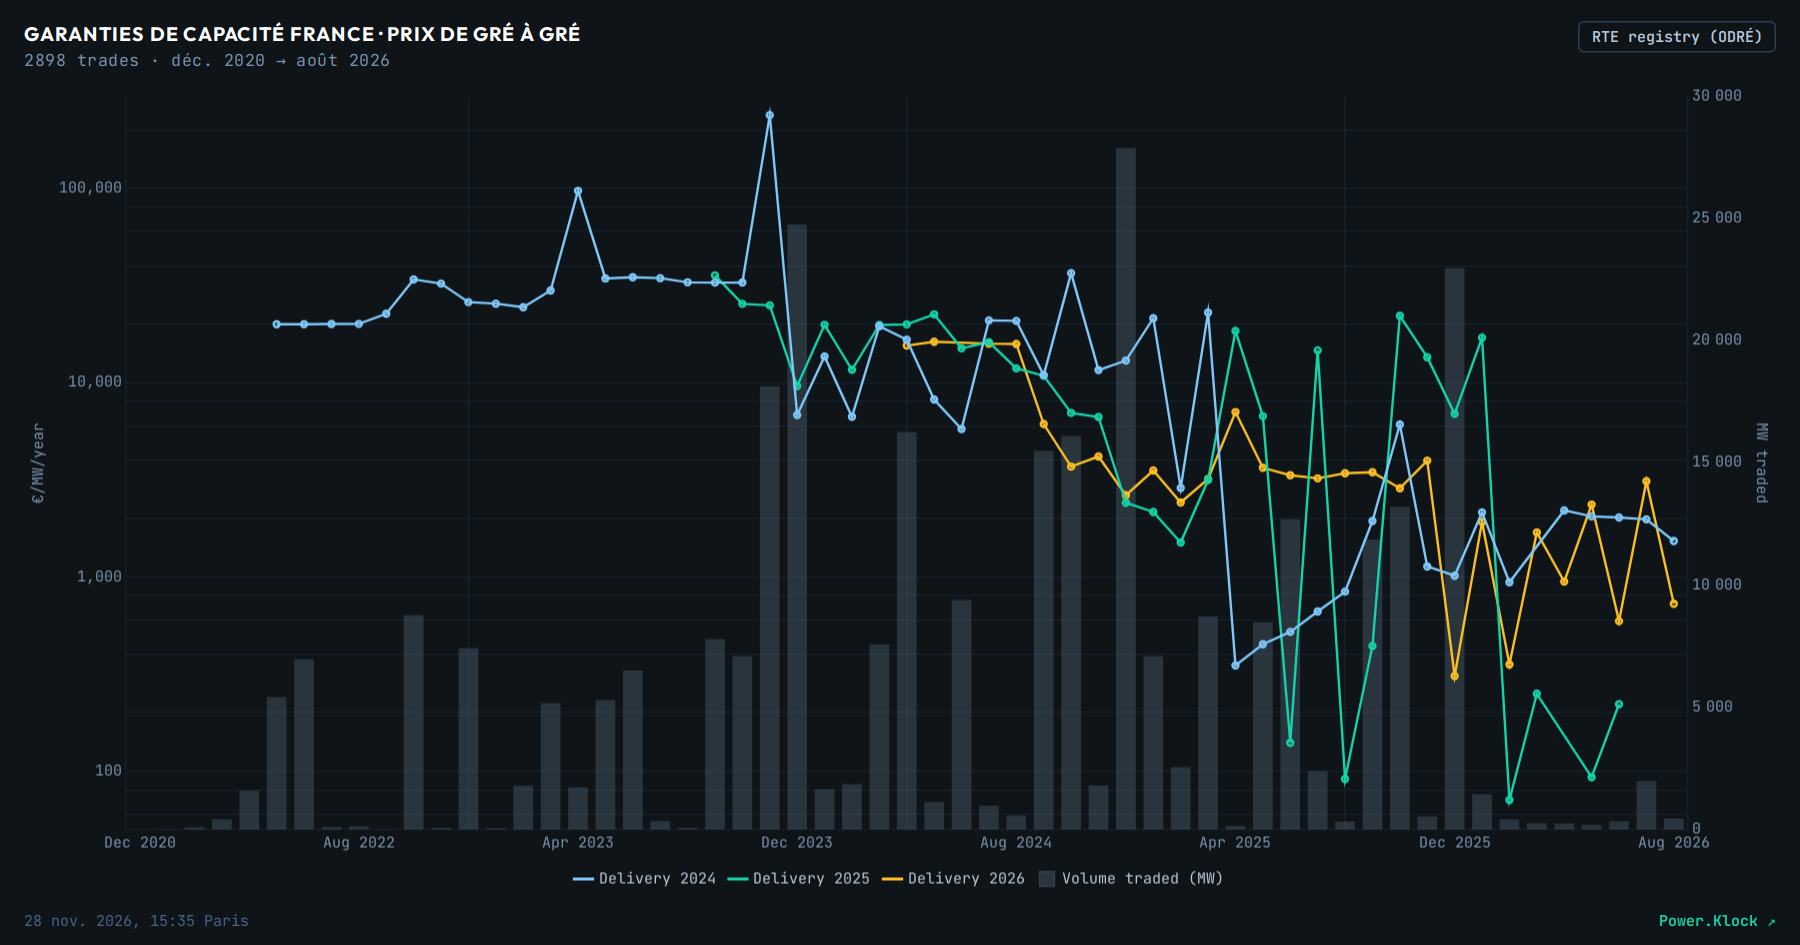 GARANTIES DE CAPACITÉ FRANCE · PRIX DE GRÉ À GRÉ
2898 trades · déc. 2020 → août 2026
RTE registry (ODRÉ)
€/MW/year
100,000
10,000
1,000
100
30 000
25 000
20 000
15 000
10 000
5 000
0
MW traded
Dec 2020
Aug 2022
Apr 2023
Dec 2023
Aug 2024
Apr 2025
Dec 2025
Aug 2026
Delivery 2024
Delivery 2025
Delivery 2026
Volume traded (MW)
28 nov. 2026, 15:35 Paris
Power.Klock ↗